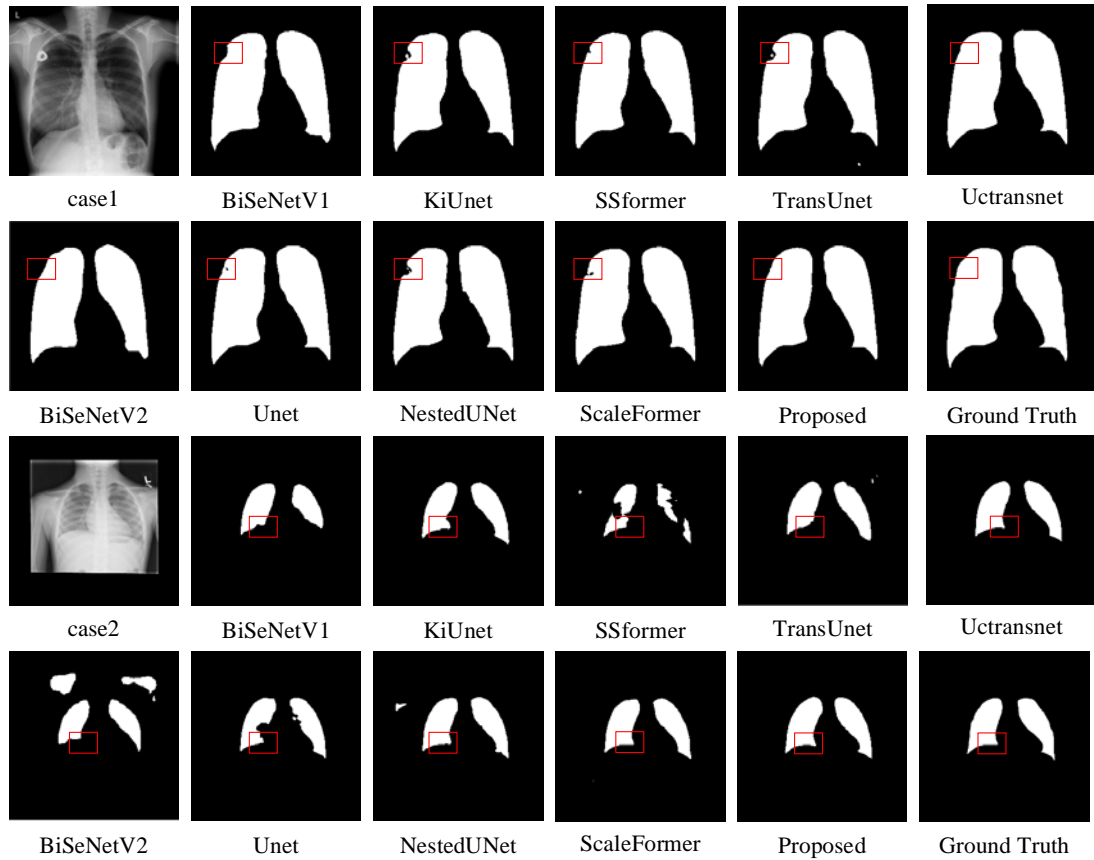 L
case1 BiSeNetV1 KiUnet SSformer TransUnet Uctransnet
BiSeNetV2 Unet NestedUNet ScaleFormer Proposed Ground Truth
case2 BiSeNetV1 KiUnet SSformer TransUnet Uctransnet
BiSeNetV2 Unet NestedUNet ScaleFormer Proposed Ground Truth